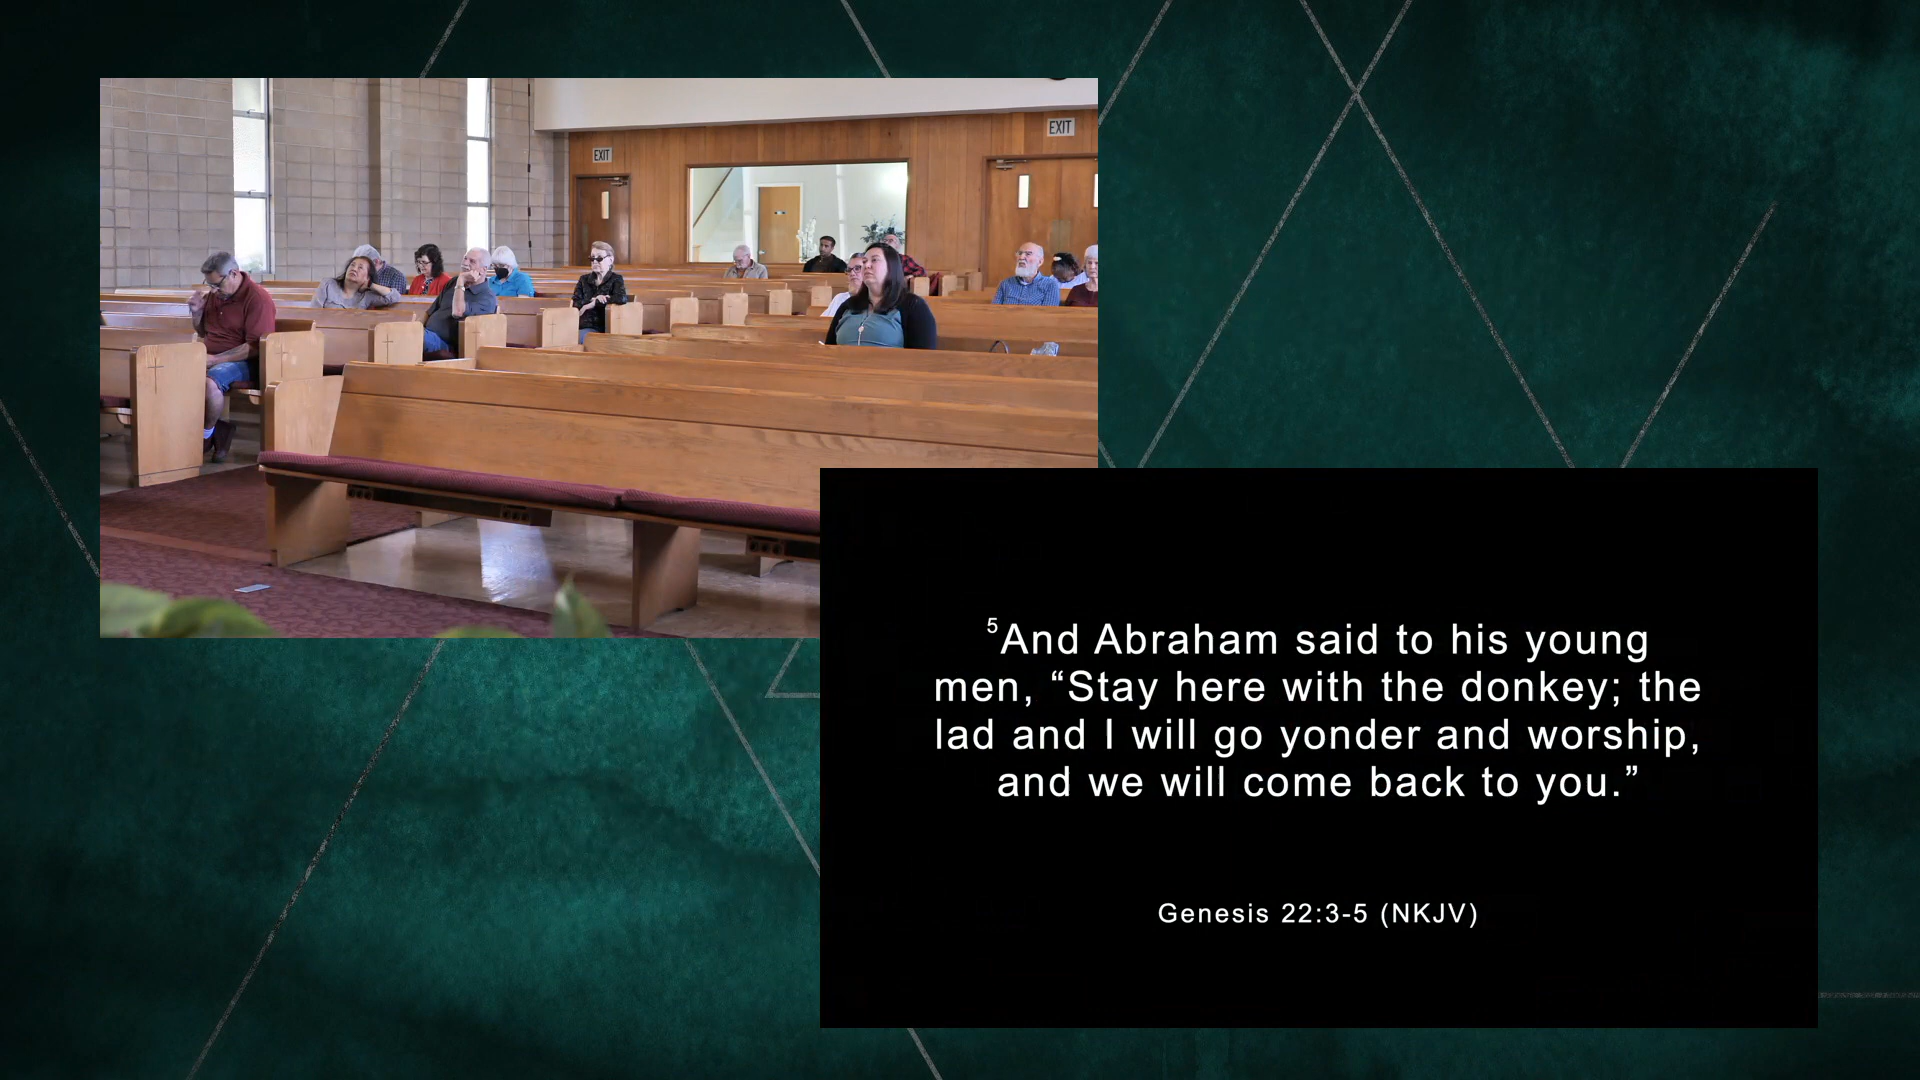 EXIT
EXIT
⁵And Abraham said to his young
men, “Stay here with the donkey; the
lad and I will go yonder and worship,
and we will come back to you.”
Genesis 22:3-5 (NKJV)